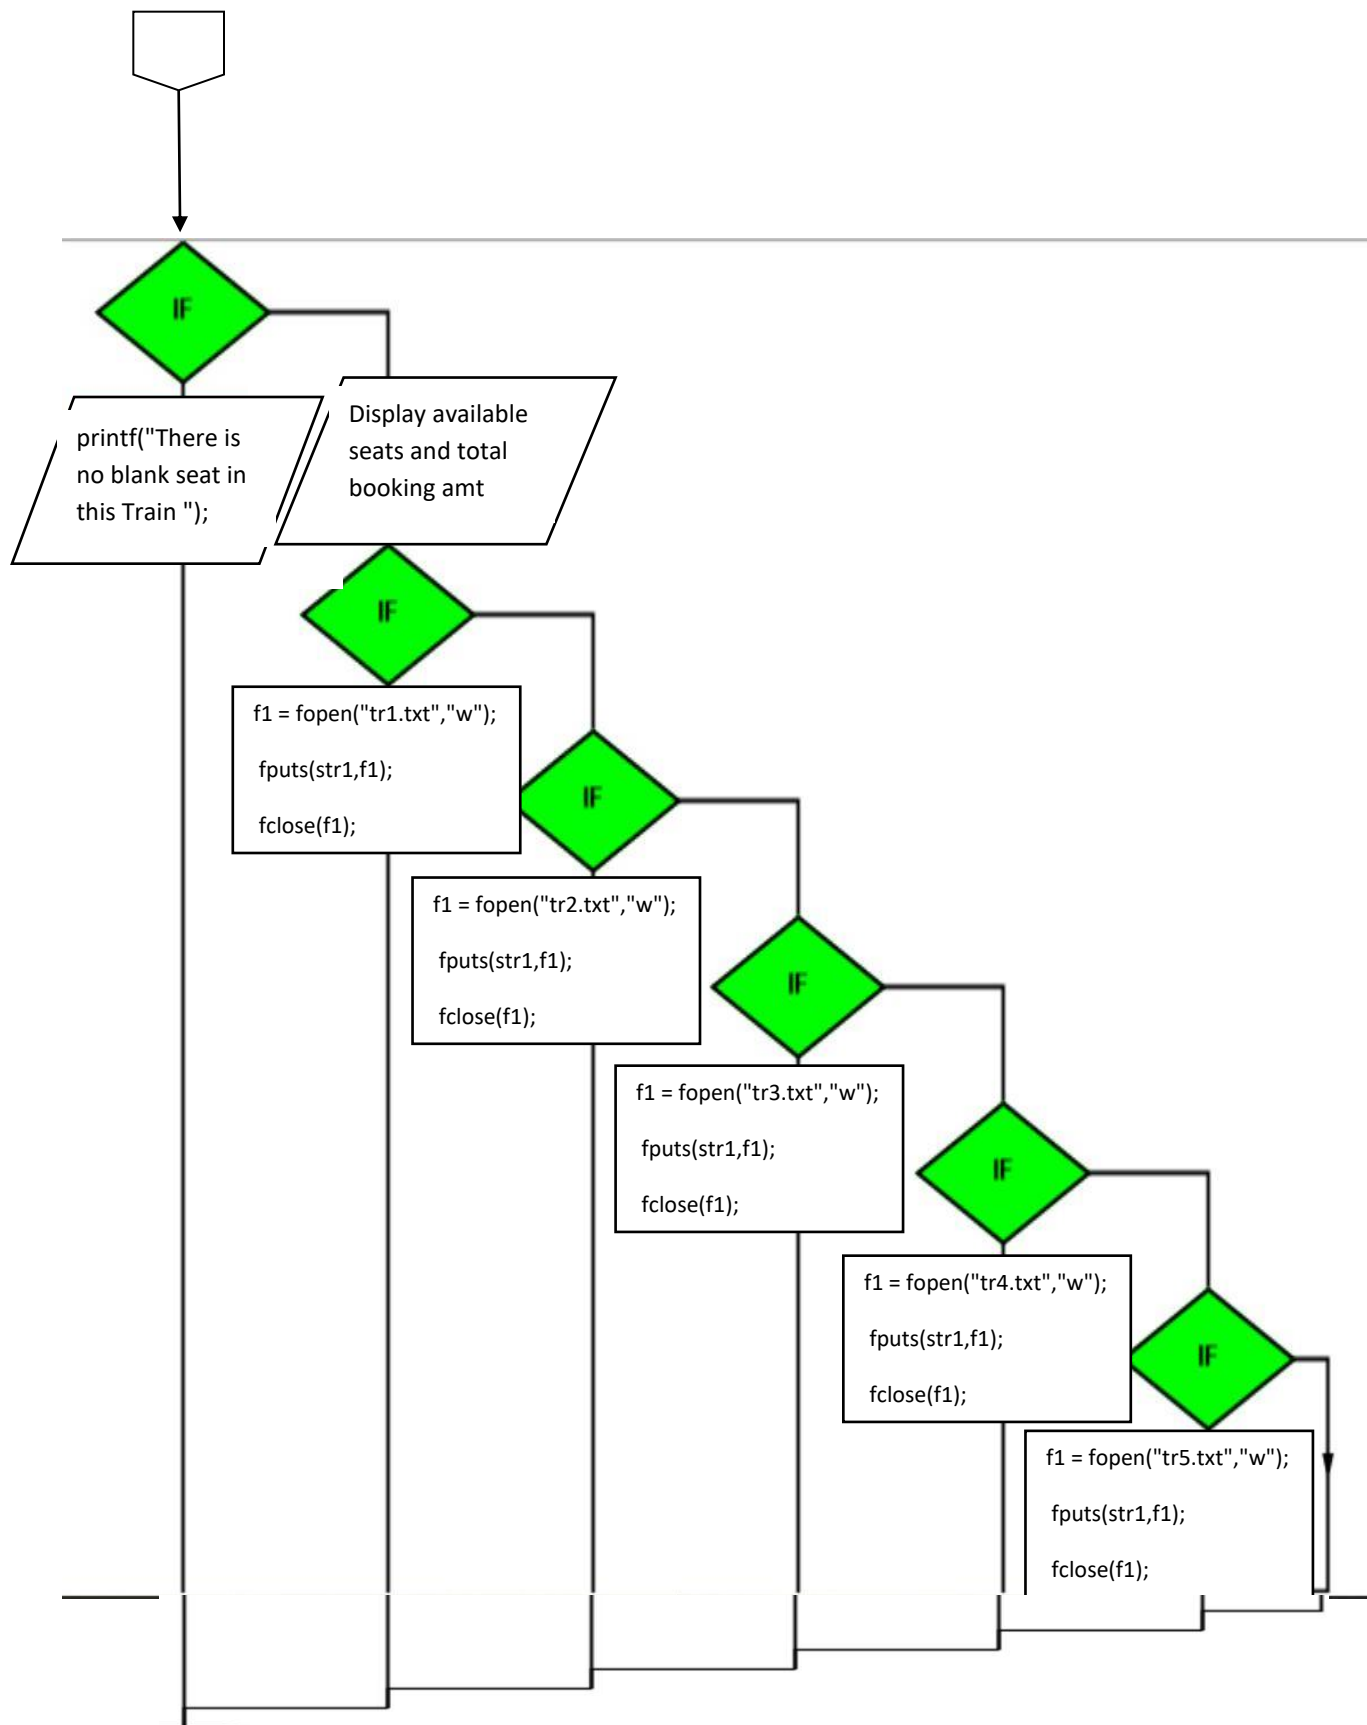 IF
printf("There is
no blank seat in
this Train ");
Display available
seats and total
booking amt
IF
f1 = fopen("tr1.txt","w");
fputs(str1,f1);
fclose(f1);
IF
f1 = fopen("tr2.txt","w");
fputs(str1,f1);
fclose(f1);
IF
f1 = fopen("tr3.txt","w");
fputs(str1,f1);
fclose(f1);
IF
f1 = fopen("tr4.txt","w");
fputs(str1,f1);
fclose(f1);
IF
f1 = fopen("tr5.txt","w");
fputs(str1,f1);
fclose(f1);